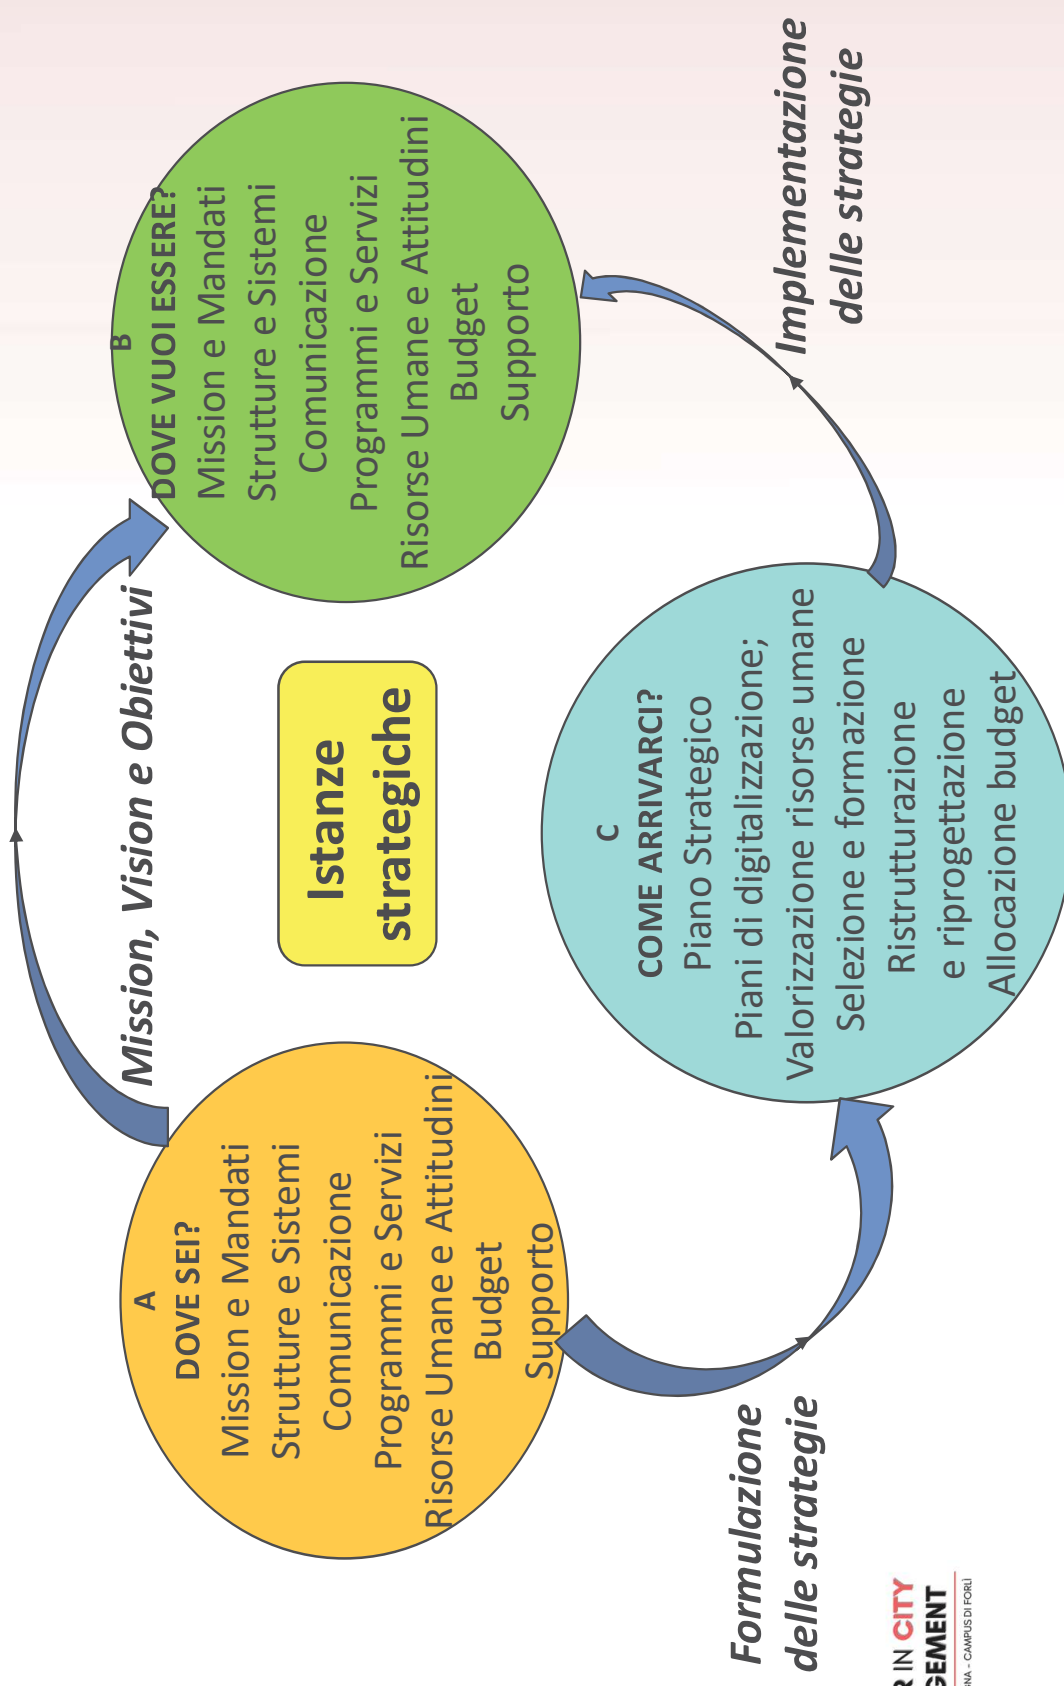 Mission, Vision e Obiettivi
A
DOVE SEI?
Mission e Mandati
Strutture e Sistemi
Comunicazione
Programmi e Servizi
Risorse Umane e Attitudini
Budget
Supporto
Istanze
strategiche
B
DOVE VUOI ESSERE?
Mission e Mandati
Strutture e Sistemi
Comunicazione
Programmi e Servizi
Risorse Umane e Attitudini
Budget
Supporto
C
COME ARRIVARCI?
Piano Strategico
Piani di digitalizzazione;
Valorizzazione risorse umane
Selezione e formazione
Ristrutturazione
e riprogettazione
Allocazione budget
Formulazione
delle strategie
Implementazione
delle strategie
R IN CITY
GEMENT
NA - CAMPUS DI FORLÌ